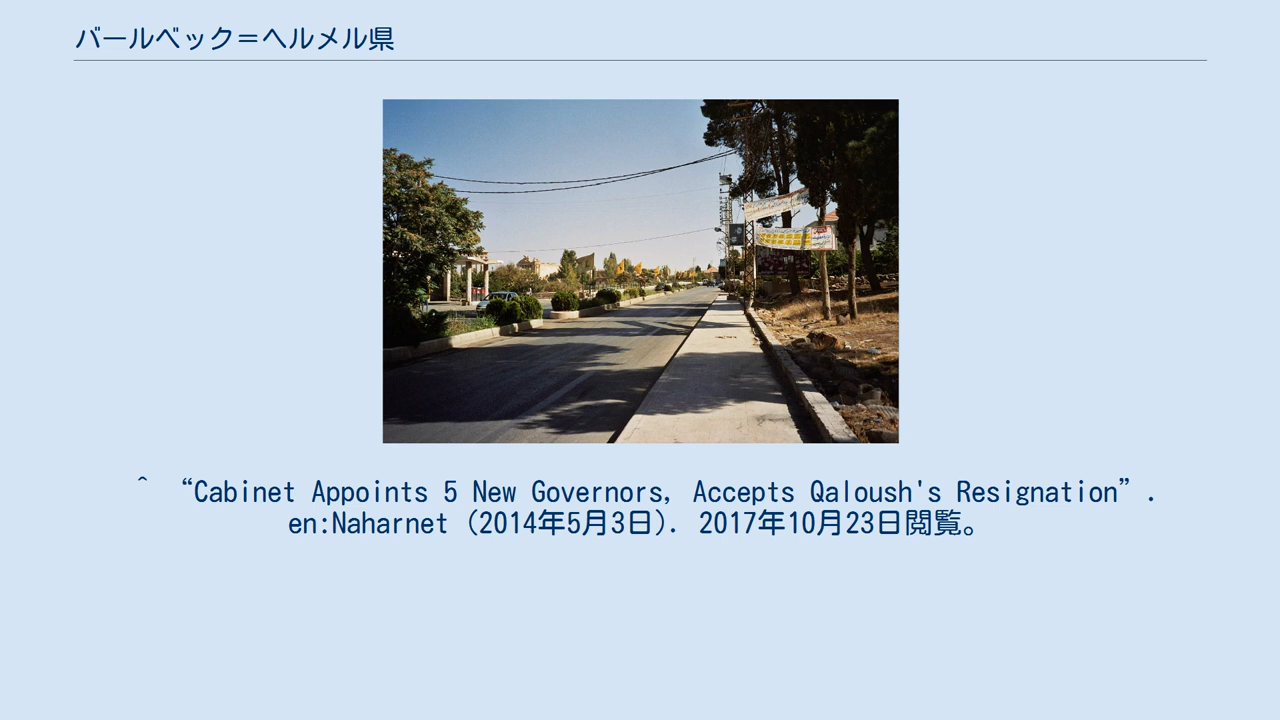 バールベック＝ヘルメル県
^ “Cabinet Appoints 5 New Governors, Accepts Qaloush's Resignation”.
en:Naharnet (2014年5月3日). 2017年10月23日閲覧。